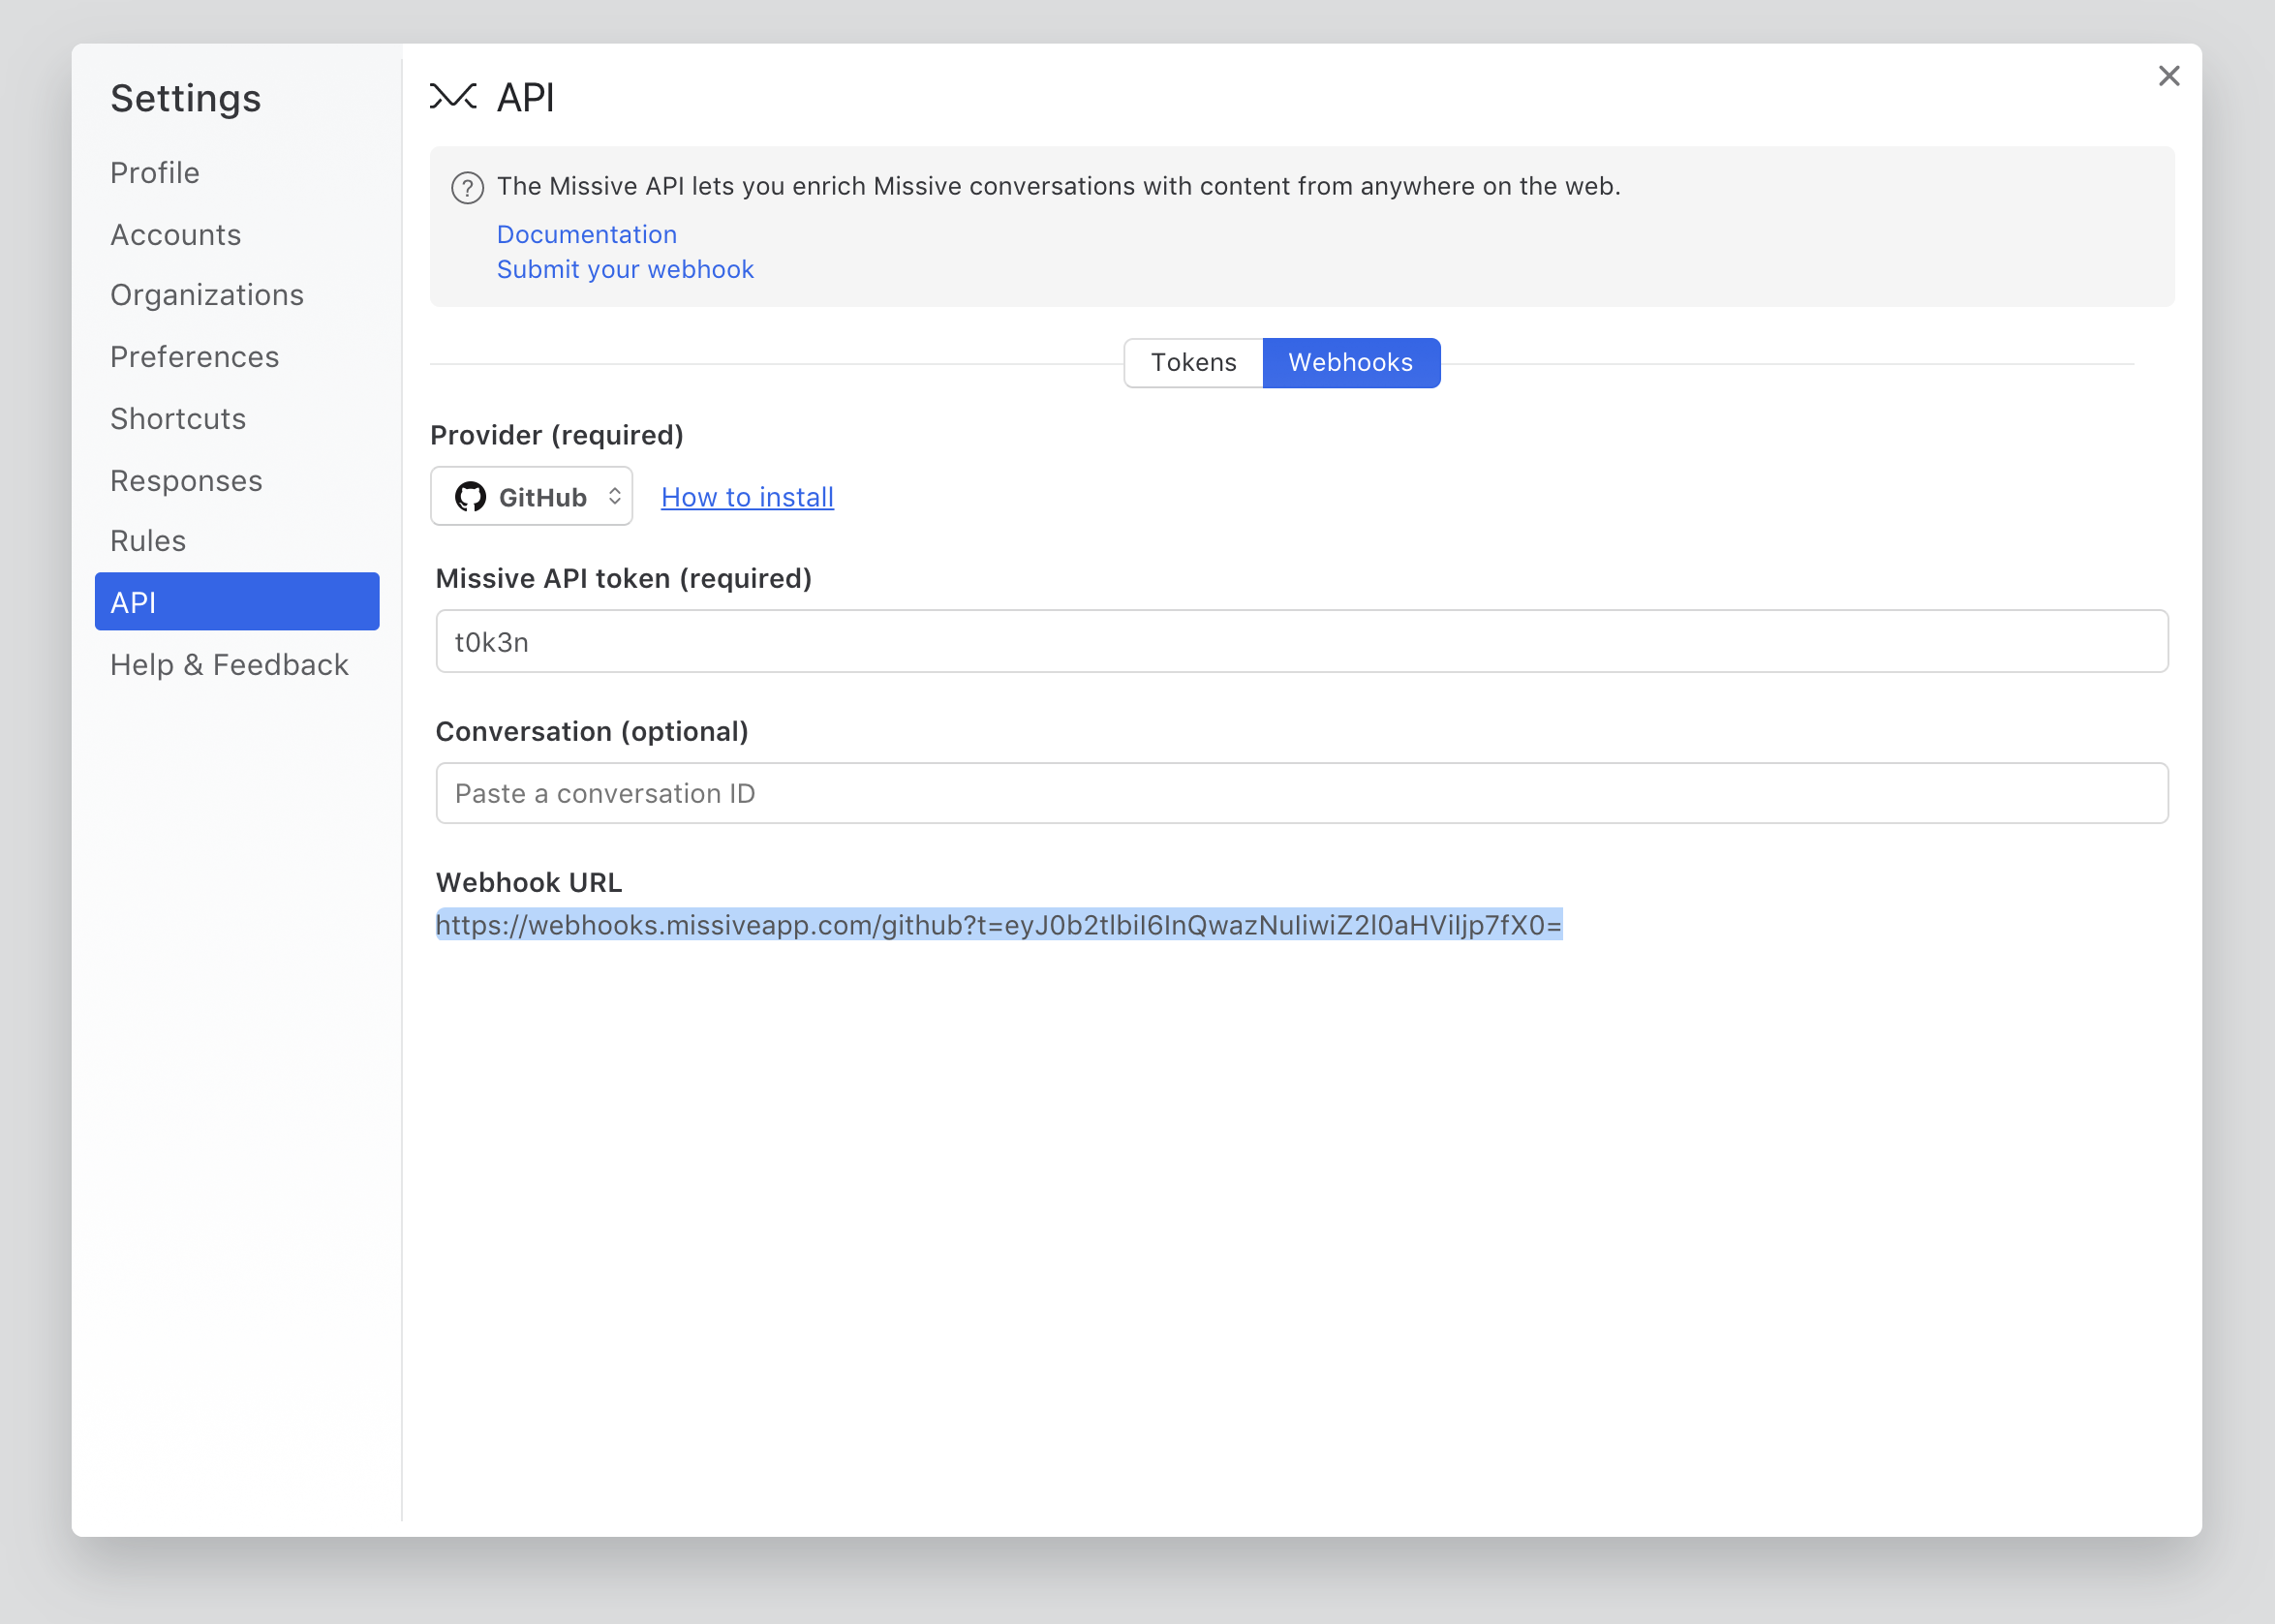 Settings
Profile
Accounts
Organizations
Preferences
Shortcuts
Responses
Rules
API
Help & Feedback
API
The Missive API lets you enrich Missive conversations with content from anywhere on the web.
Documentation
Submit your webhook
Tokens Webhooks
Provider (required)
GitHub How to install
Missive API token (required)
t0k3n
Conversation (optional)
Paste a conversation ID
Webhook URL
https://webhooks.missiveapp.com/github?t=eyJ0b2tlbiI6InQwazNuIiwiZ2l0aHViIjp7fX0=